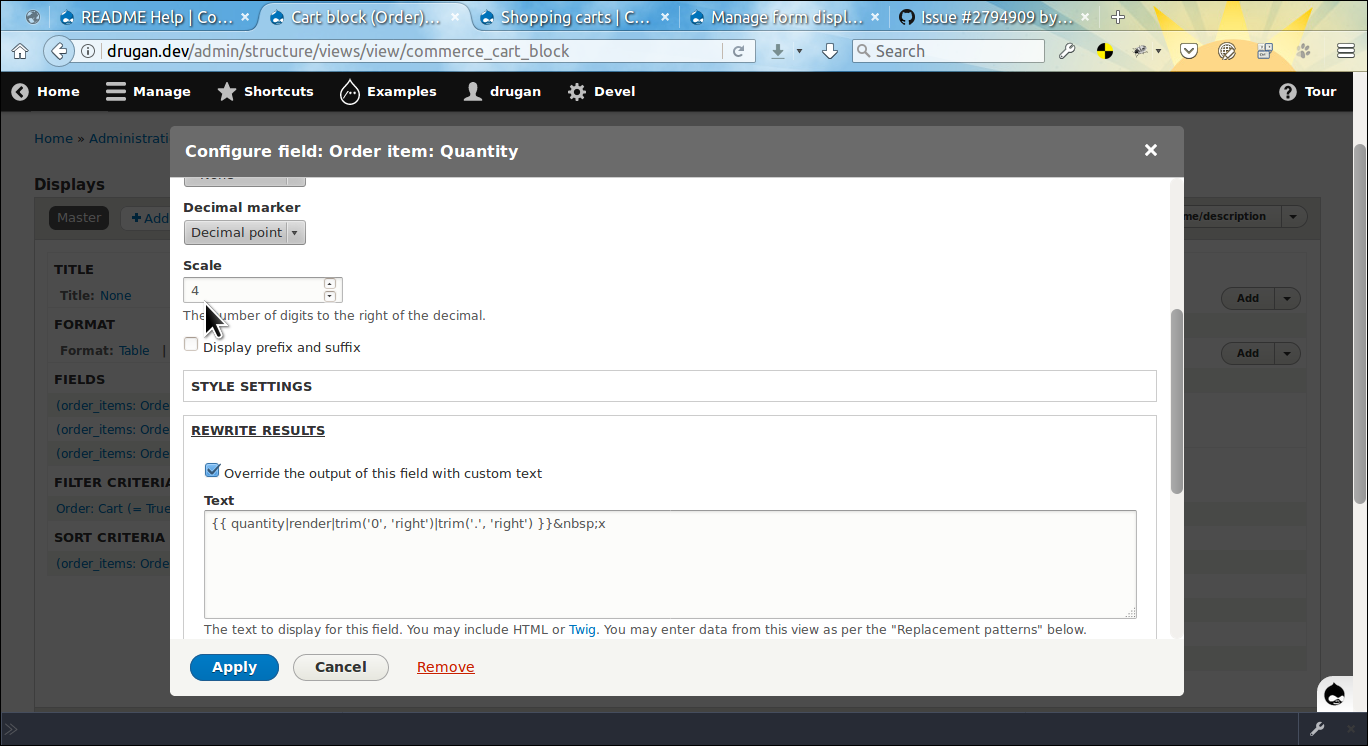 README Help | Co...
Cart block (Order)...
Shopping carts | C...
Manage form displ...
Issue #2794909 by...
drugan.dev/admin/structure/views/view/commerce_cart_block
Search
Home
Manage
Shortcuts
Examples
drugan
Devel
Tour
Home » Administrati
Configure field: Order item: Quantity
Displays
Master
Add
me/description
Decimal marker
Decimal point
TITLE
Title: None
Scale
4
Add
The number of digits to the right of the decimal.
FORMAT
Format: Table |
Display prefix and suffix
Add
FIELDS
STYLE SETTINGS
(order_items: Orde
(order_items: Orde
(order_items: Orde
REWRITE RESULTS
Override the output of this field with custom text
FILTER CRITERIA
Order: Cart (= True
Text
{{ quantity|render|trim('0', 'right')|trim('.', 'right') }}&nbsp;x
SORT CRITERIA
(order_items: Orde
The text to display for this field. You may include HTML or Twig. You may enter data from this view as per the "Replacement patterns" below.
Apply
Cancel
Remove